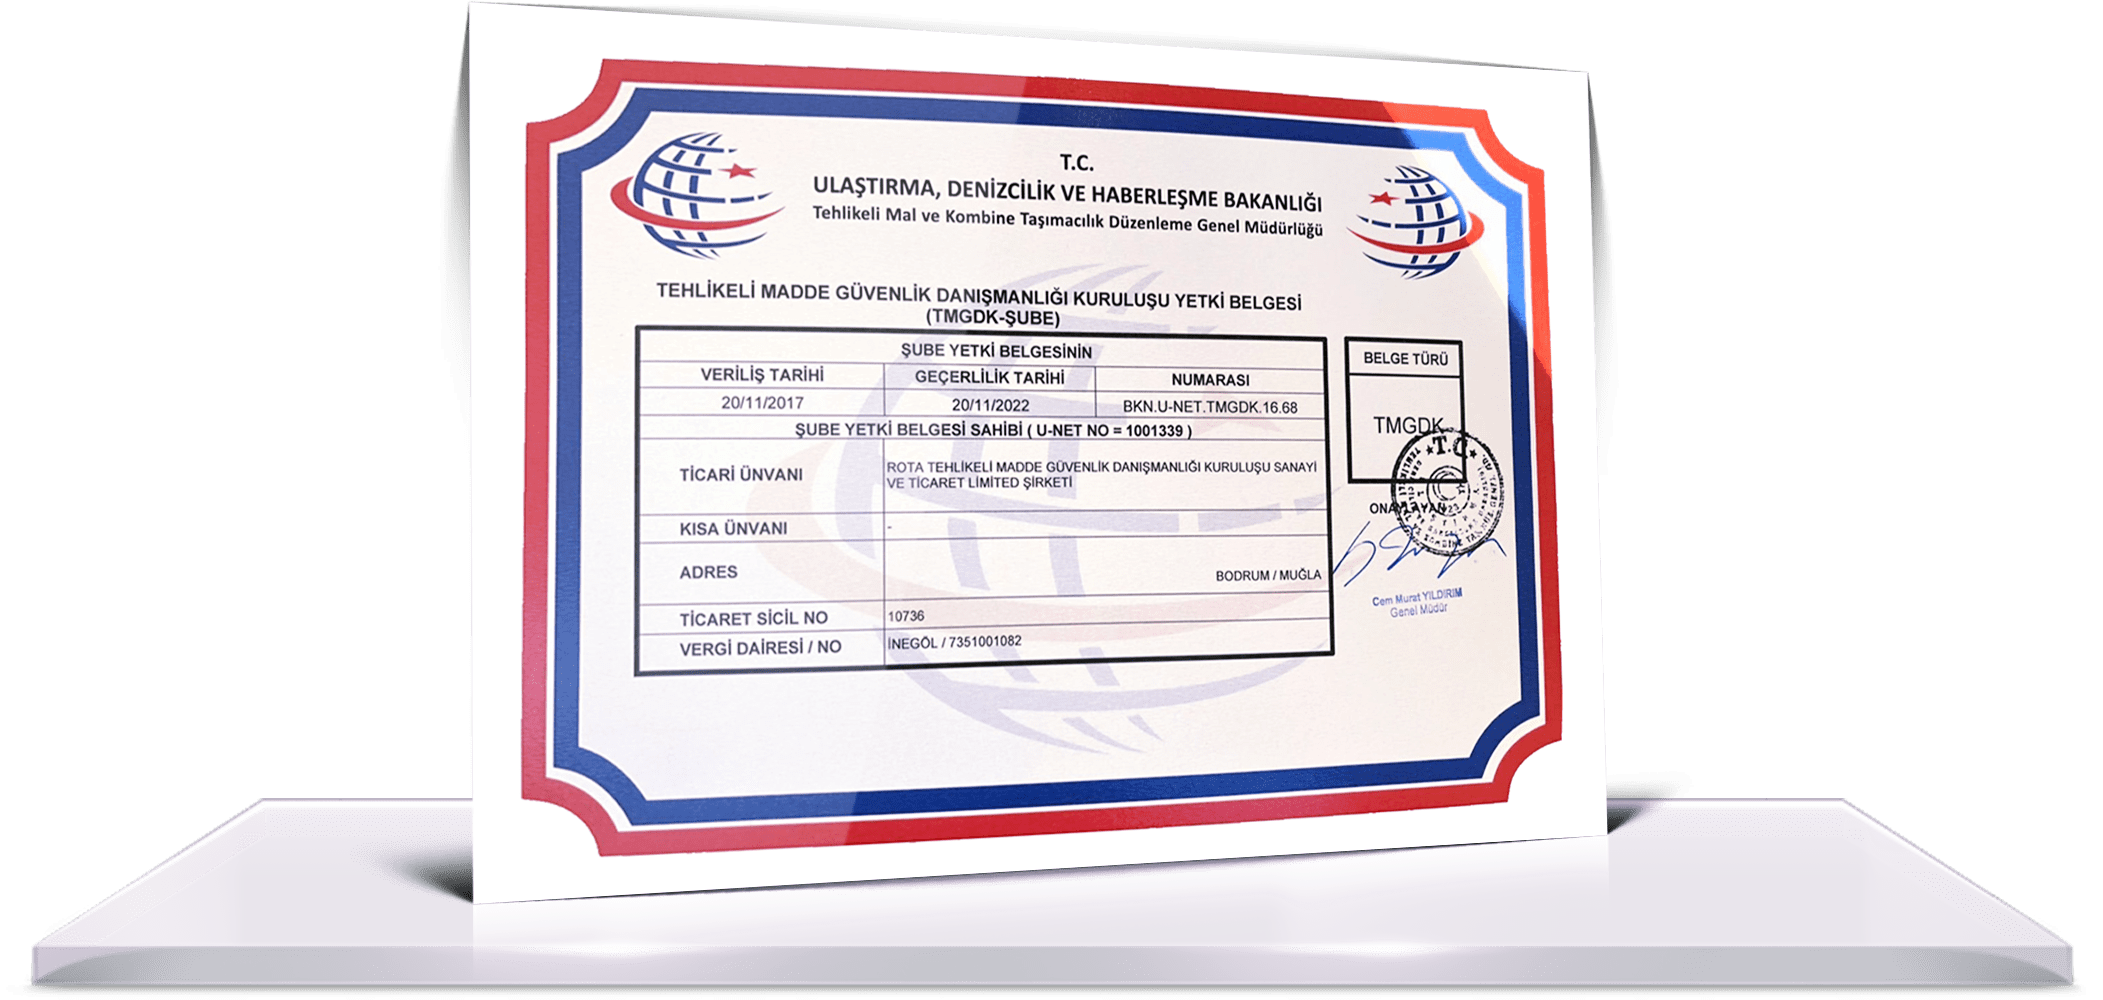 T.C.
ULAŞTIRMA, DENİZCİLİK VE HABERLEŞME BAKANLIĞI
Tehlikeli Mal ve Kombine Taşımacılık Düzenleme Genel Müdürlüğü
TEHLİKELİ MADDE GÜVENLİK DANIŞMANLIĞI KURULUŞU YETKİ BELGESİ
(TMGDK-ŞUBE)
ŞUBE YETKİ BELGESİNİN
VERİLİŞ TARİHİ GEÇERLİLİK TARİHİ NUMARASI
20/11/2017 20/11/2022 BKN.U-NET.TMGDK.16.68
ŞUBE YETKİ BELGESİ SAHİBİ ( U-NET NO = 1001339 )
TİCARİ ÜNVANI ROTA TEHLİKELİ MADDE GÜVENLİK DANIŞMANLIĞI KURULUŞU SANAYİ
VE TİCARET LİMİTED ŞİRKETİ
KISA ÜNVANI -
ADRES BODRUM / MUĞLA
TİCARET SİCİL NO 10736
VERGİ DAİRESİ / NO İNEGÖL / 7351001082
BELGE TÜRÜ
TMGDK
T.C.
ONAYLAYAN
Cem Murat YILDIRIM
Genel Müdür